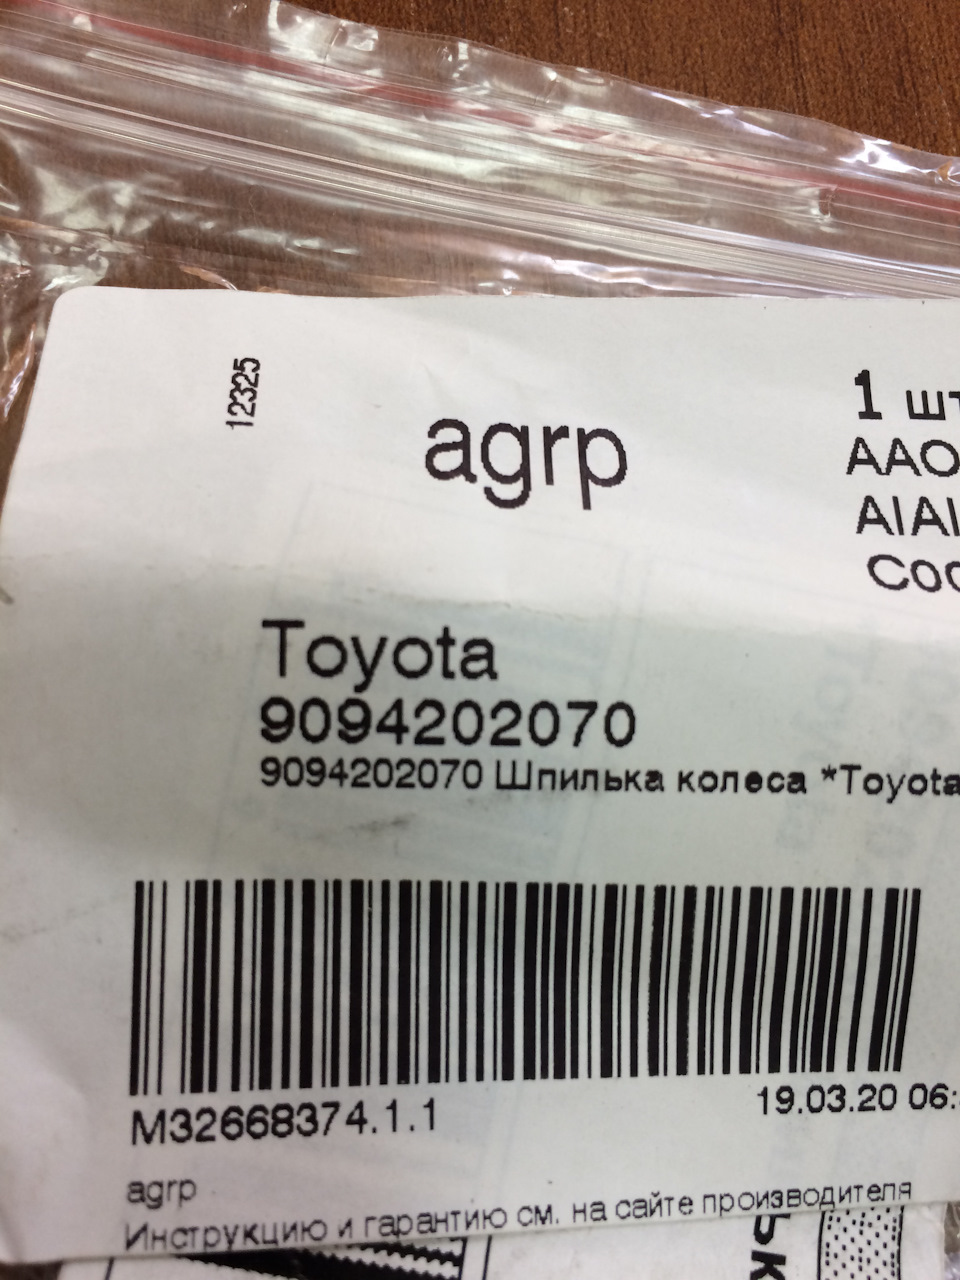 12325
agrp
1 шт
AAO
AIAI
Coo
Toyota
9094202070
9094202070 Шпилька колеса *Toyota
M32668374.1.1
19.03.20 06:
agrp
Инструкцию и гарантию см. на сайте производителя
ЬК